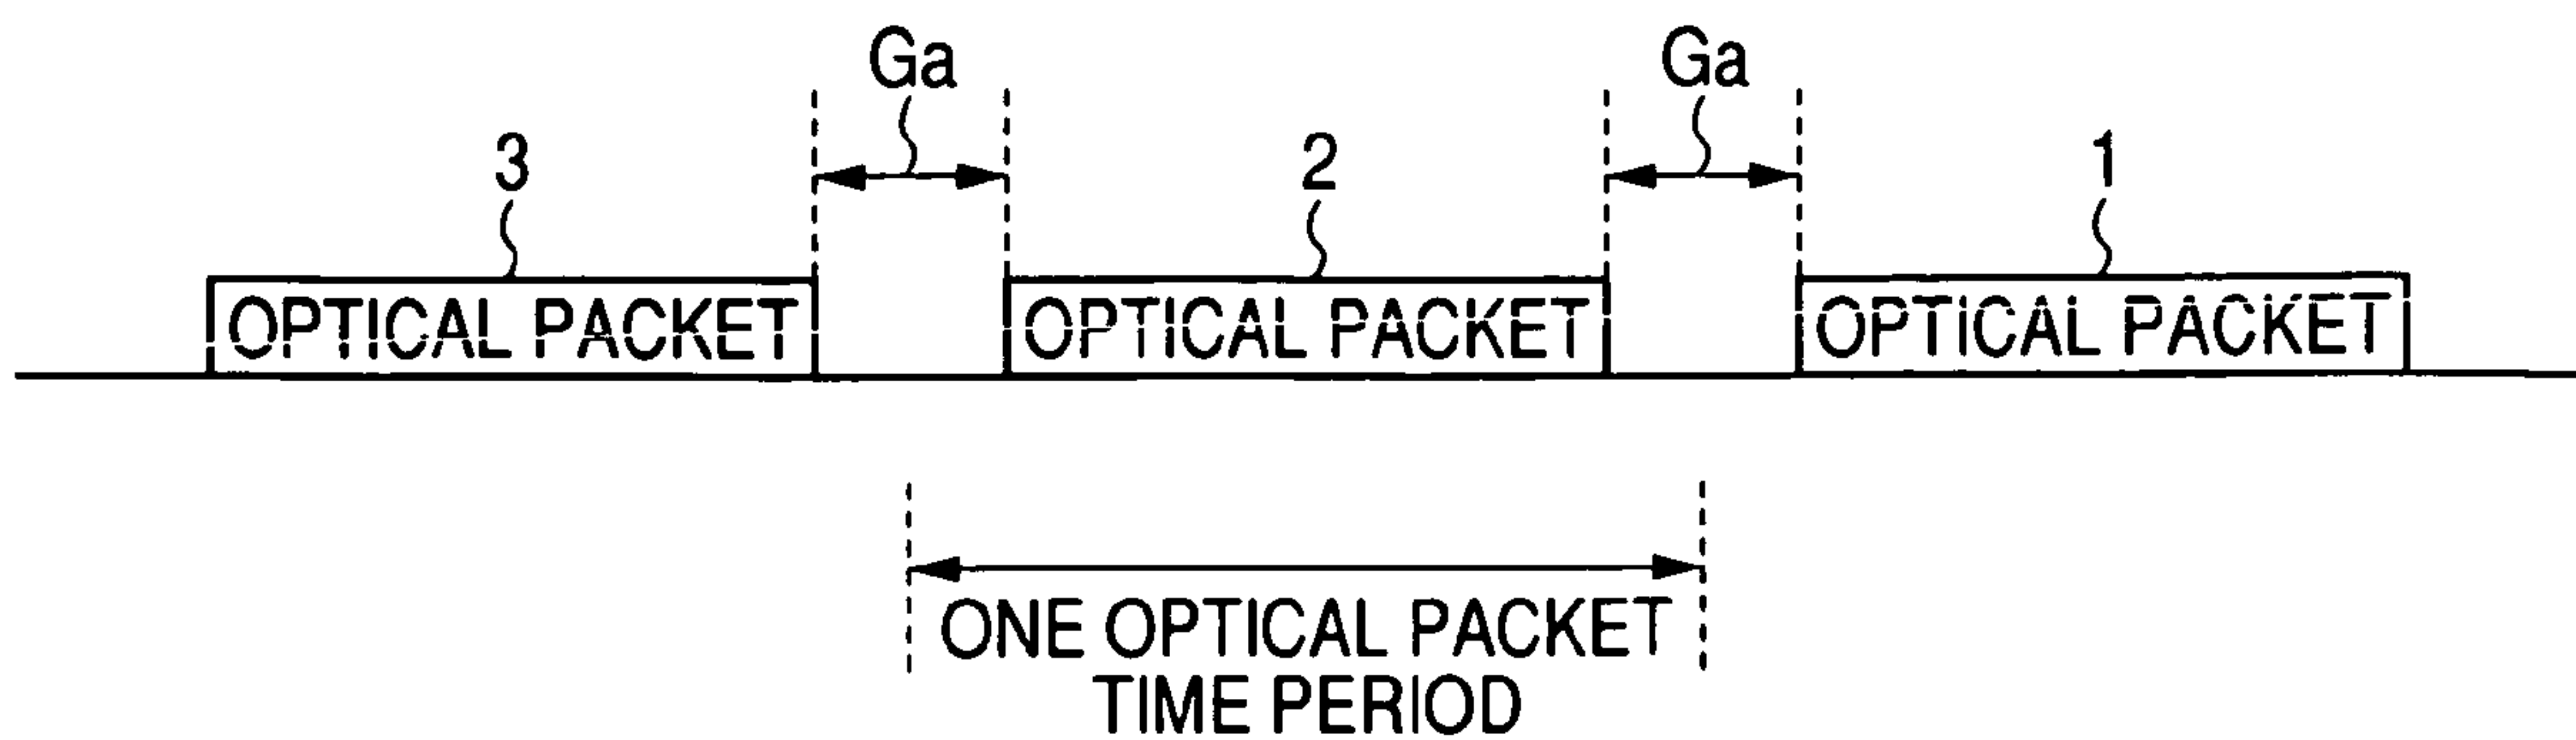 Ga
Ga
3
2
1
OPTICAL PACKET
OPTICAL PACKET
OPTICAL PACKET
ONE OPTICAL PACKET
TIME PERIOD